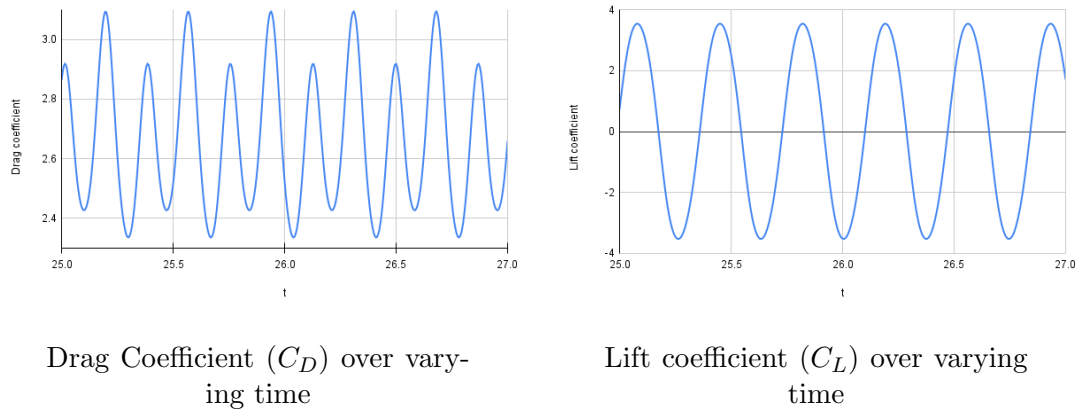 3.0
2.8
2.6
2.4
Drag coefficient
25.0 25.5 26.0 26.5 27.0
t
Drag Coefficient (C_D) over vary-
ing time
4
2
0
-2
-4
Lift coefficient
25.0 25.5 26.0 26.5 27.0
t
Lift coefficient (C_L) over varying
time